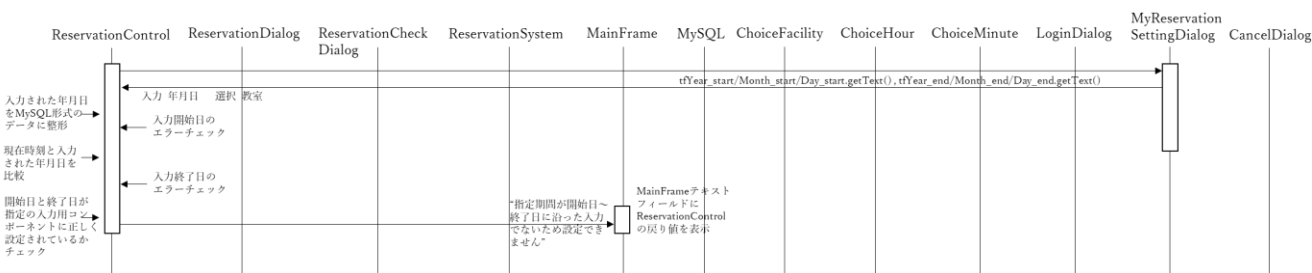 ReservationControl
ReservationDialog
ReservationCheck
Dialog
ReservationSystem
MainFrame
MySQL
ChoiceFacility
ChoiceHour
ChoiceMinute
LoginDialog
MyReservation
SettingDialog
CancelDialog
tfYear_start/Month_start/Day_start.getText(), tfYear_end/Month_end/Day_end.getText()
入力 年月日 選択 教室
入力された年月日
をMySQL形式の
データに整形
入力開始日の
エラーチェック
現在時刻と入力
された年月日を
比較
入力終了日の
エラーチェック
開始日と終了日が
指定の入力用コン
ポーネントに正しく
設定されているか
チェック
"指定期間が開始日~
終了日に沿った入力
でないため設定でき
ません"
MainFrameテキスト
フィールドに
ReservationControl
の戻り値を表示